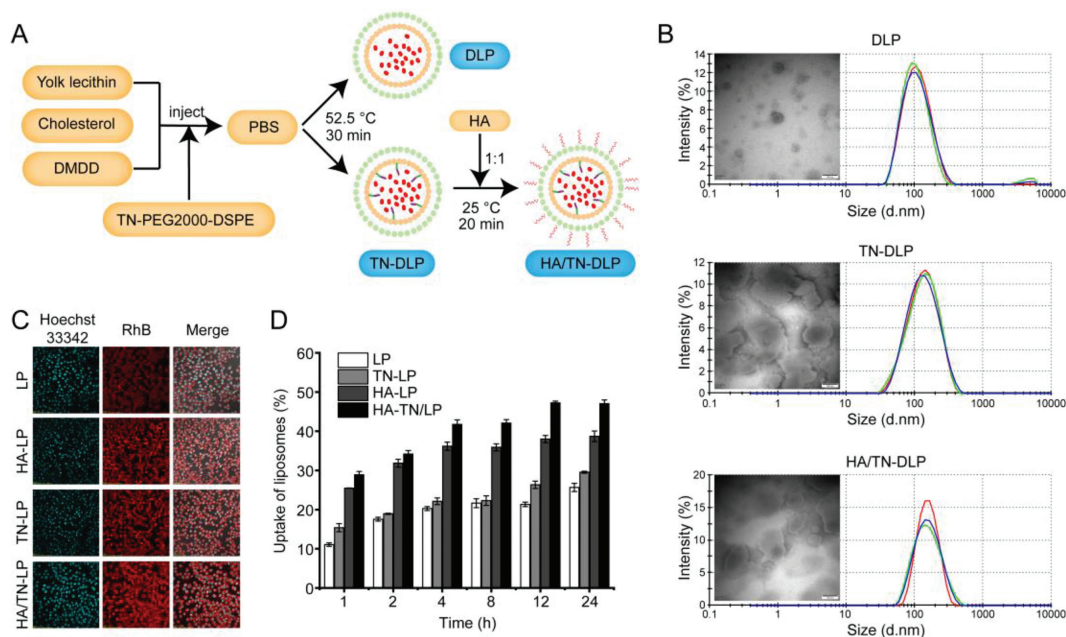 A
Yolk lecithin
Cholesterol
DMDD
inject
TN-PEG2000-DSPE
PBS
52.5 °C
30 min
DLP
TN-DLP
HA
1:1
25 °C
20 min
HA/TN-DLP
B
DLP
Intensity (%)
14
12
10
8
6
4
2
0
0.1 1 10 100 1000 10000
Size (d.nm)
TN-DLP
Intensity (%)
12
10
8
6
4
2
0
0.1 1 10 100 1000 10000
Size (d.nm)
HA/TN-DLP
Intensity (%)
20
15
10
5
0
0.1 1 10 100 1000 10000
Size (d.nm)
C
Hoechst
33342
RhB
Merge
LP
HA-LP
TN-LP
HA/TN-LP
D
LP
TN-LP
HA-LP
HA-TN/LP
Uptake of liposomes (%)
60
50
40
30
20
10
0
1 2 4 8 12 24
Time (h)